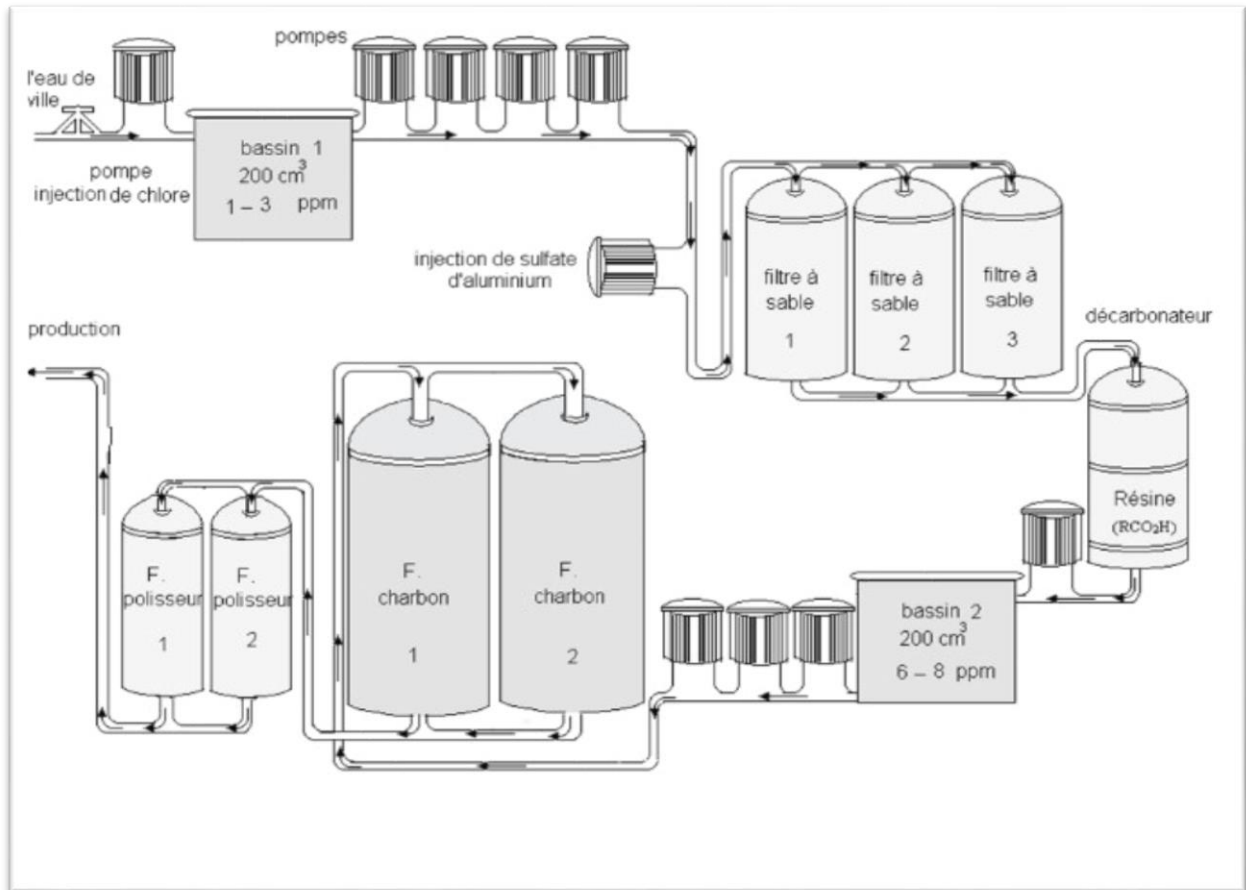 pompes
l'eau de
ville
pompe
injection de chlore
bassin 1
200 cm³
1 – 3 ppm
injection de sulfate
d'aluminium
filtre à
sable
1
filtre à
sable
2
filtre à
sable
3
décarbonateur
Résine
(RCO₂H)
bassin 2
200 cm³
6 – 8 ppm
F.
charbon
1
F.
charbon
2
F.
polisseur
1
F.
polisseur
2
production